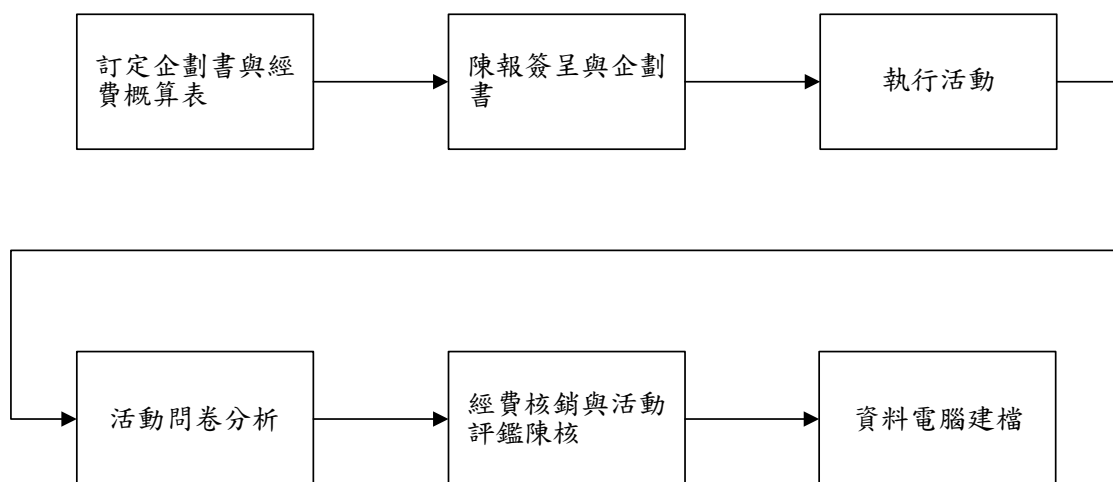 訂定企劃書與經
費概算表
陳報簽呈與企劃
書
執行活動
活動問卷分析
經費核銷與活動
評鑑陳核
資料電腦建檔